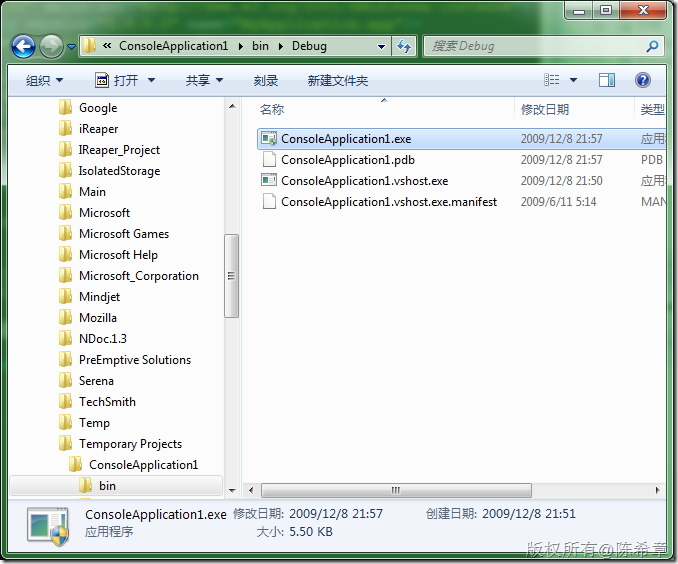 « ConsoleApplication1 ▸ bin ▸ Debug
搜索 Debug
组织 打开 共享 刻录 新建文件夹
Google
iReaper
IReaper_Project
IsolatedStorage
Main
Microsoft
Microsoft Games
Microsoft Help
Microsoft_Corporation
Mindjet
Mozilla
NDoc.1.3
PreEmptive Solutions
Serena
TechSmith
Temp
Temporary Projects
ConsoleApplication1
bin
名称 修改日期 类型
ConsoleApplication1.exe 2009/12/8 21:57 应用
ConsoleApplication1.pdb 2009/12/8 21:57 PDB
ConsoleApplication1.vshost.exe 2009/12/8 21:50 应用
ConsoleApplication1.vshost.exe.manifest 2009/6/11 5:14 MAN
ConsoleApplication1.exe 修改日期: 2009/12/8 21:57 创建日期: 2009/12/8 21:51
应用程序 大小: 5.50 KB
版权所有@陈希章